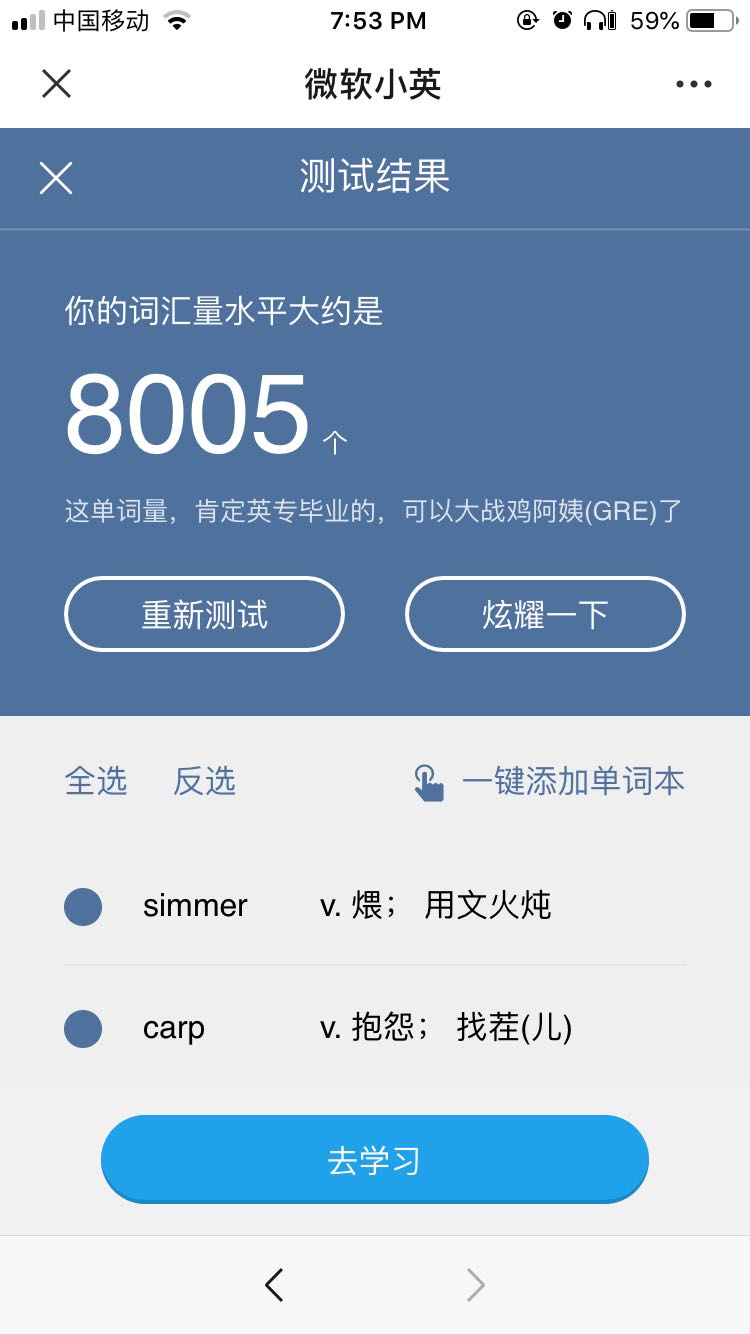 中国移动 7:53 PM 59%
微软小英
测试结果
你的词汇量水平大约是
8005 个
这单词量，肯定英专毕业的，可以大战鸡阿姨(GRE)了
重新测试 炫耀一下
全选 反选 一键添加单词本
simmer v. 煨； 用文火炖
carp v. 抱怨； 找茬(儿)
去学习